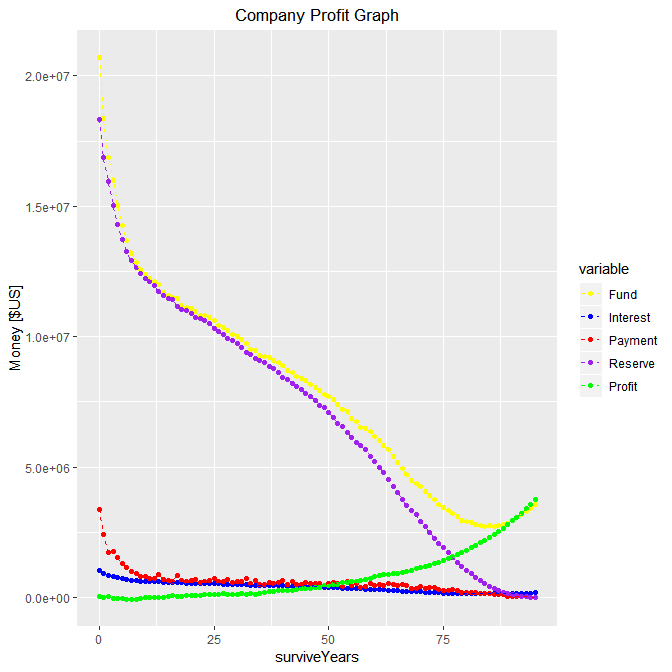 Company Profit Graph
Money [$US]
2.0e+07
1.5e+07
1.0e+07
5.0e+06
0.0e+00
0 25 50 75
surviveYears
variable
Fund
Interest
Payment
Reserve
Profit